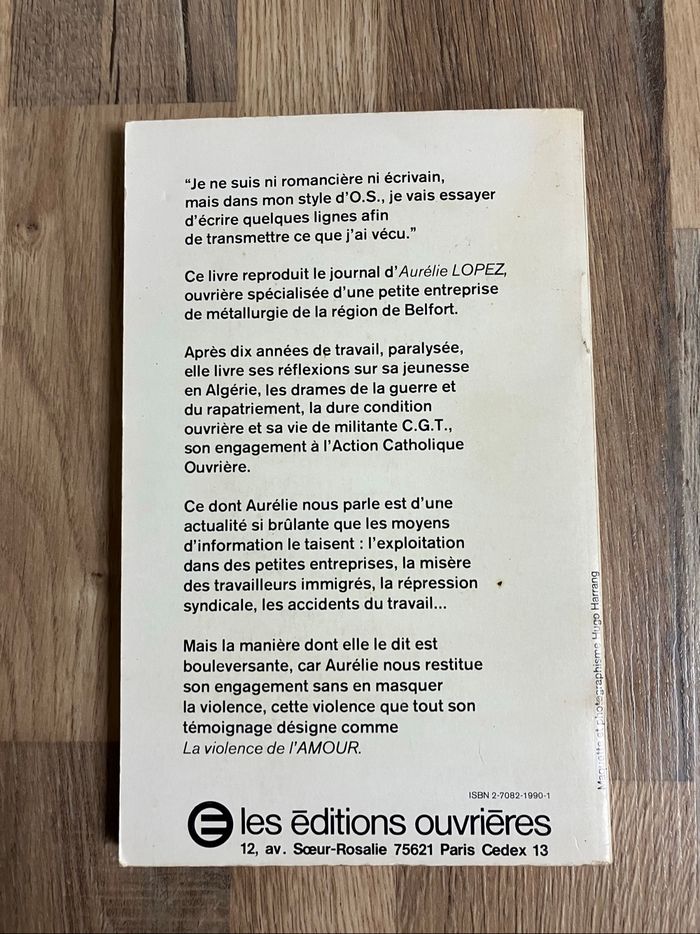 “Je ne suis ni romancière ni écrivain,
mais dans mon style d’O.S., je vais essayer
d’écrire quelques lignes afin
de transmettre ce que j’ai vécu.”
Ce livre reproduit le journal d’Aurélie LOPEZ,
ouvrière spécialisée d’une petite entreprise
de métallurgie de la région de Belfort.
Après dix années de travail, paralysée,
elle livre ses réflexions sur sa jeunesse
en Algérie, les drames de la guerre et
du rapatriement, la dure condition
ouvrière et sa vie de militante C.G.T.,
son engagement à l’Action Catholique
Ouvrière.
Ce dont Aurélie nous parle est d’une
actualité si brûlante que les moyens
d’information le taisent : l’exploitation
dans des petites entreprises, la misère
des travailleurs immigrés, la répression
syndicale, les accidents du travail...
Mais la manière dont elle le dit est
bouleversante, car Aurélie nous restitue
son engagement sans en masquer
la violence, cette violence que tout son
témoignage désigne comme
La violence de l’AMOUR.
Maquette et photographisme Hugo Harrang
ISBN 2-7082-1990-1
les éditions ouvrières
12, av. Sœur-Rosalie 75621 Paris Cedex 13